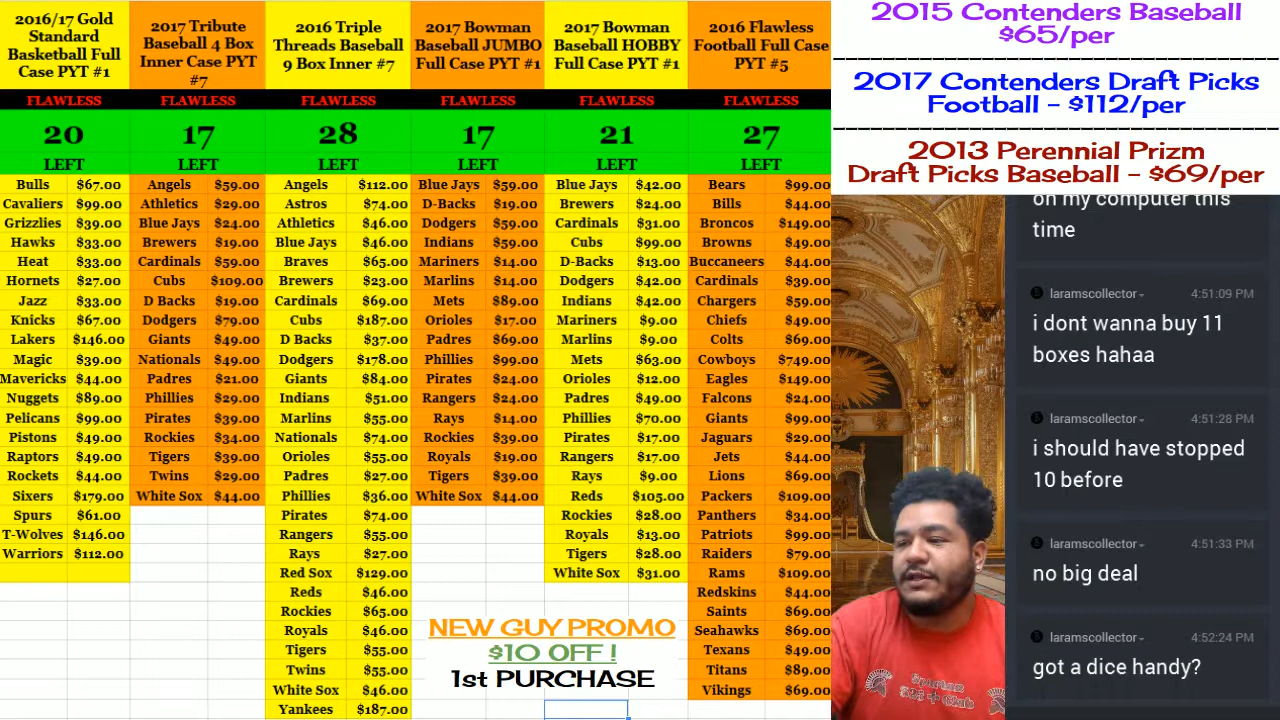 2016/17 Gold
Standard
Basketball Full
Case PYT #1
FLAWLESS
20
LEFT
Bulls $67.00
Cavaliers $99.00
Grizzlies $39.00
Hawks $33.00
Heat $33.00
Hornets $27.00
Jazz $33.00
Knicks $67.00
Lakers $146.00
Magic $39.00
Mavericks $44.00
Nuggets $89.00
Pelicans $99.00
Pistons $49.00
Raptors $49.00
Rockets $44.00
Sixers $179.00
Spurs $61.00
T-Wolves $146.00
Warriors $112.00
2017 Tribute
Baseball 4 Box
Inner Case PYT
#7
FLAWLESS
17
LEFT
Angels $59.00
Athletics $29.00
Blue Jays $24.00
Brewers $19.00
Cardinals $59.00
Cubs $109.00
D Backs $19.00
Dodgers $79.00
Giants $49.00
Nationals $49.00
Padres $21.00
Phillies $29.00
Pirates $39.00
Rockies $34.00
Tigers $39.00
Twins $29.00
White Sox $44.00
2016 Triple
Threads Baseball
9 Box Inner #7
FLAWLESS
28
LEFT
Angels $112.00
Astros $74.00
Athletics $46.00
Blue Jays $46.00
Braves $65.00
Brewers $23.00
Cardinals $69.00
Cubs $187.00
D Backs $37.00
Dodgers $178.00
Giants $84.00
Indians $51.00
Marlins $55.00
Nationals $74.00
Orioles $55.00
Padres $27.00
Phillies $36.00
Pirates $74.00
Rangers $55.00
Rays $27.00
Red Sox $129.00
Reds $46.00
Rockies $65.00
Royals $46.00
Tigers $55.00
Twins $55.00
White Sox $46.00
Yankees $187.00
2017 Bowman
Baseball JUMBO
Full Case PYT #1
FLAWLESS
17
LEFT
Blue Jays $59.00
D-Backs $19.00
Dodgers $59.00
Indians $59.00
Mariners $14.00
Marlins $14.00
Mets $89.00
Orioles $17.00
Padres $69.00
Phillies $99.00
Pirates $24.00
Rangers $24.00
Rays $14.00
Rockies $39.00
Royals $19.00
Tigers $39.00
White Sox $44.00
2017 Bowman
Baseball HOBBY
Full Case PYT #1
FLAWLESS
21
LEFT
Blue Jays $42.00
Brewers $24.00
Cardinals $31.00
Cubs $99.00
D-Backs $13.00
Dodgers $42.00
Indians $42.00
Mariners $9.00
Marlins $9.00
Mets $63.00
Orioles $12.00
Padres $49.00
Phillies $70.00
Pirates $17.00
Rangers $17.00
Rays $9.00
Reds $105.00
Rockies $28.00
Royals $13.00
Tigers $28.00
White Sox $31.00
2016 Flawless
Football Full Case
PYT #5
FLAWLESS
27
LEFT
Bears $99.00
Bills $44.00
Broncos $149.00
Browns $49.00
Buccaneers $44.00
Cardinals $39.00
Chargers $59.00
Chiefs $49.00
Colts $69.00
Cowboys $749.00
Eagles $149.00
Falcons $24.00
Giants $99.00
Jaguars $29.00
Jets $44.00
Lions $69.00
Packers $109.00
Panthers $34.00
Patriots $99.00
Raiders $79.00
Rams $109.00
Redskins $44.00
Saints $69.00
Seahawks $69.00
Texans $49.00
Titans $89.00
Vikings $69.00
NEW GUY PROMO
$10 OFF !
1st PURCHASE
2015 Contenders Baseball
$65/per
2017 Contenders Draft Picks
Football - $112/per
2013 Perennial Prizm
Draft Picks Baseball - $69/per
on my computer this
time
laramscollector 4:51:09 PM
i dont wanna buy 11
boxes hahaa
laramscollector 4:51:28 PM
i should have stopped
10 before
laramscollector 4:51:33 PM
no big deal
laramscollector 4:52:24 PM
got a dice handy?